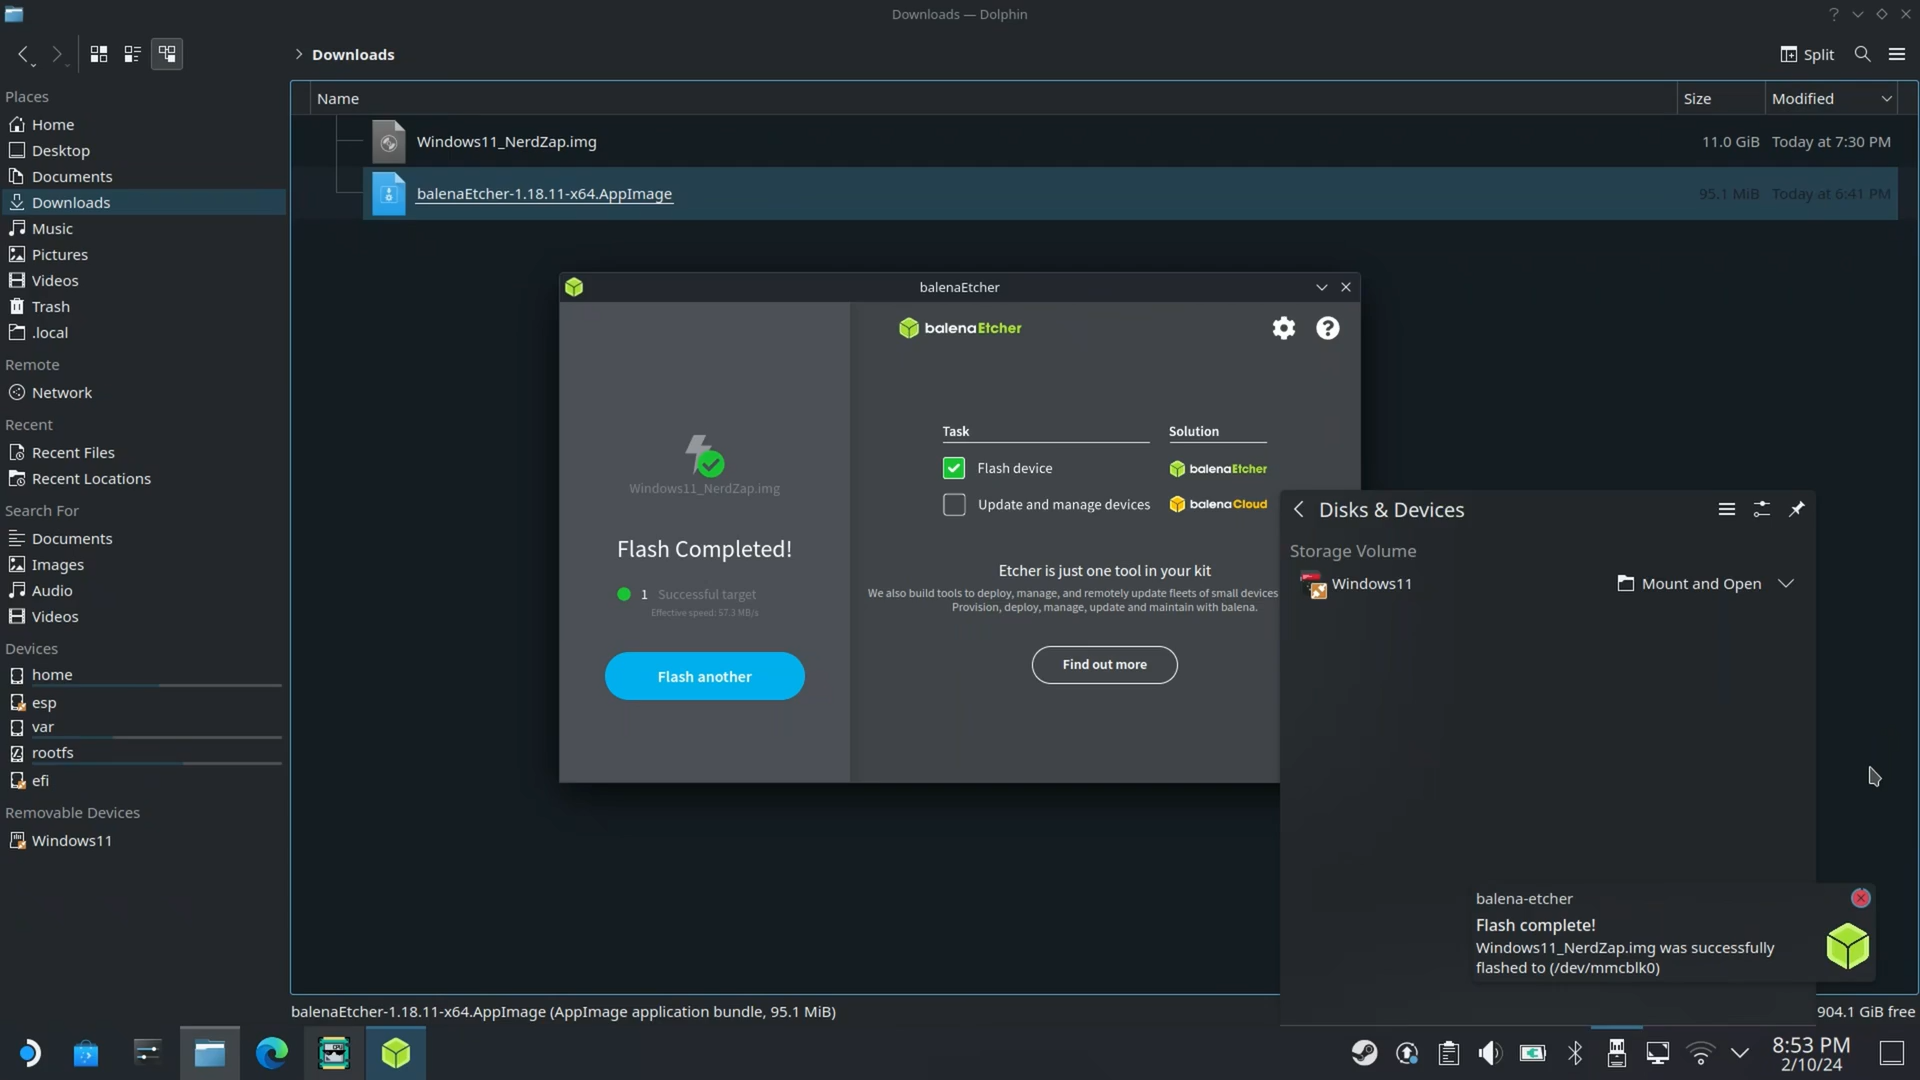 Downloads — Dolphin
Downloads
Split
Places
Home
Desktop
Documents
Downloads
Music
Pictures
Videos
Trash
.local
Remote
Network
Recent
Recent Files
Recent Locations
Search For
Documents
Images
Audio
Videos
Devices
home
esp
var
rootfs
efi
Removable Devices
Windows11
Name Size Modified
Windows11_NerdZap.img 11.0 GiB Today at 7:30 PM
balenaEtcher-1.18.11-x64.AppImage 95.1 MiB Today at 6:41 PM
balenaEtcher
balenaEtcher
Windows11_NerdZap.img
Flash Completed!
1 Successful target
Effective speed: 57.3 MB/s
Flash another
Task Solution
Flash device balenaEtcher
Update and manage devices balenaCloud
Etcher is just one tool in your kit
We also build tools to deploy, manage, and remotely update fleets of small devices
Provision, deploy, manage, update and maintain with balena.
Find out more
Disks & Devices
Storage Volume
Windows11 Mount and Open
balena-etcher
Flash complete!
Windows11_NerdZap.img was successfully
flashed to (/dev/mmcblk0)
balenaEtcher-1.18.11-x64.AppImage (AppImage application bundle, 95.1 MiB)
904.1 GiB free
8:53 PM
2/10/24